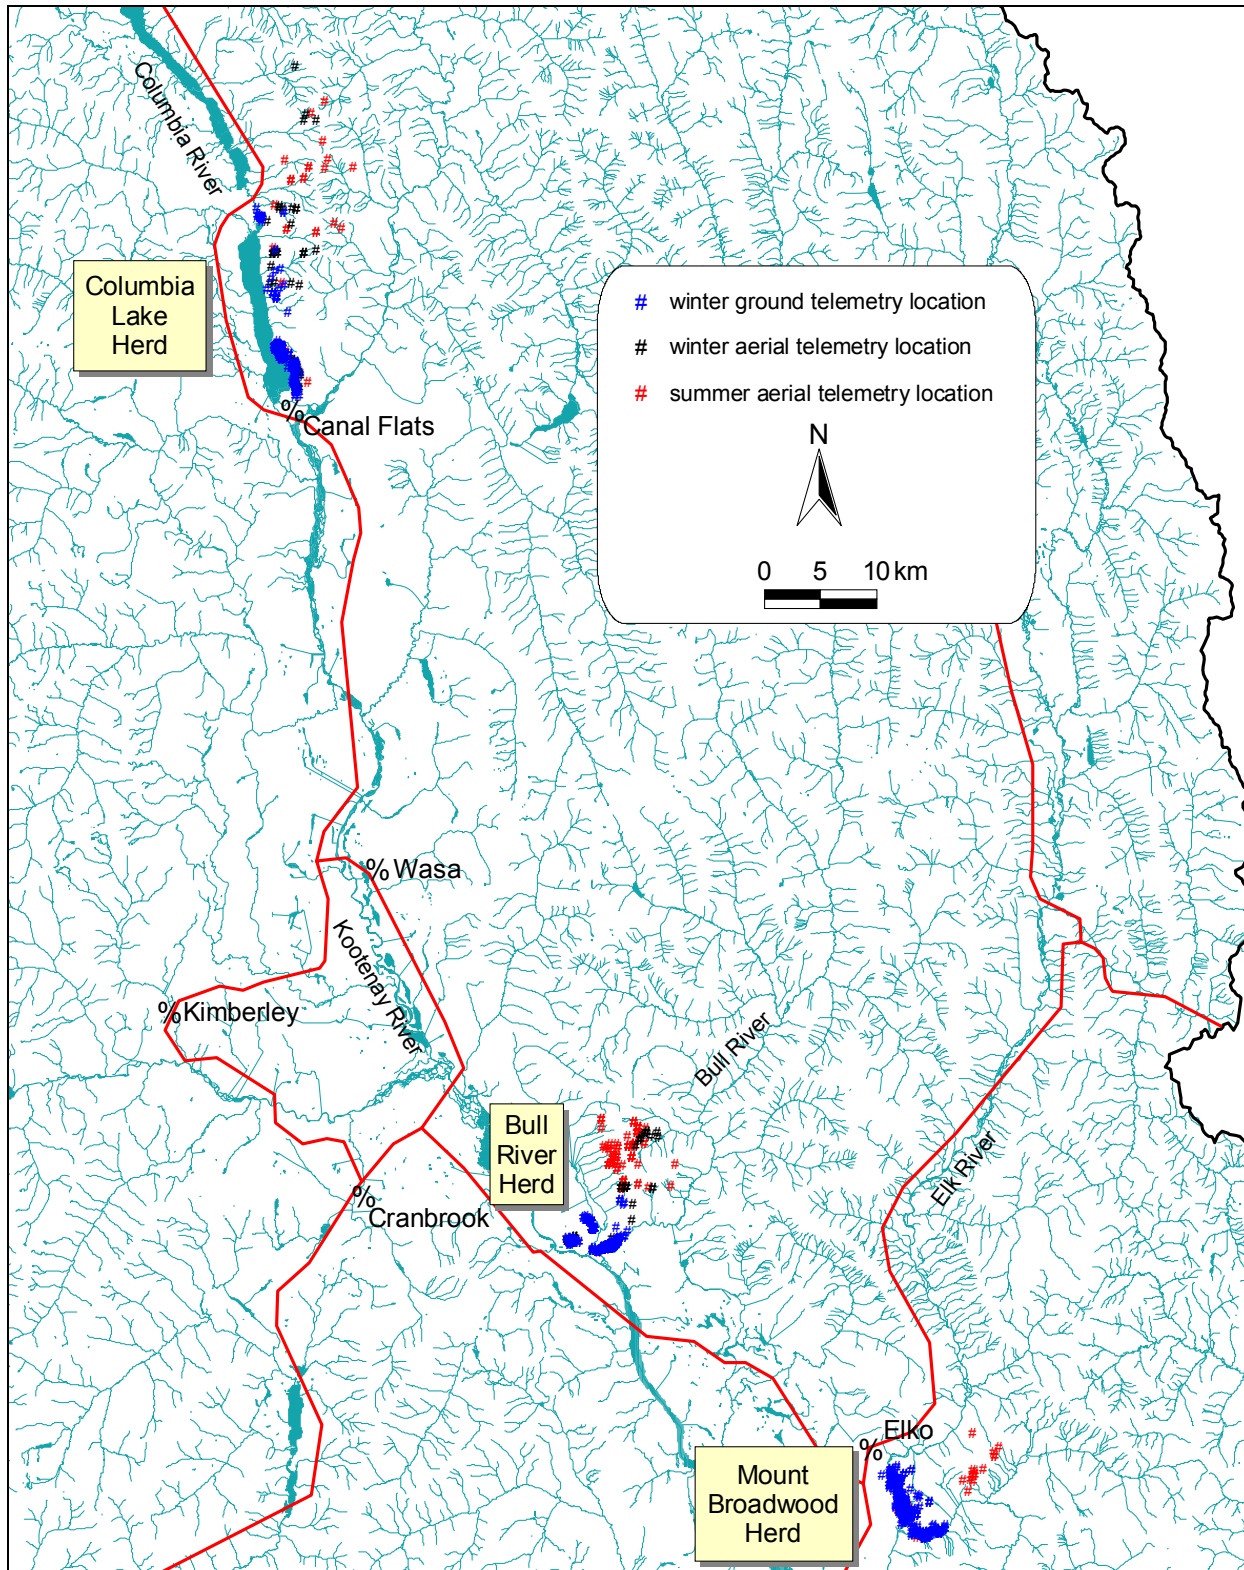 Columbia River
Columbia
Lake
Herd
# winter ground telemetry location
# winter aerial telemetry location
# summer aerial telemetry location
N
0 5 10 km
% Canal Flats
% Wasa
Kootenay River
% Kimberley
Bull River
Bull
River
Herd
Elk River
% Cranbrook
% Elko
Mount
Broadwood
Herd